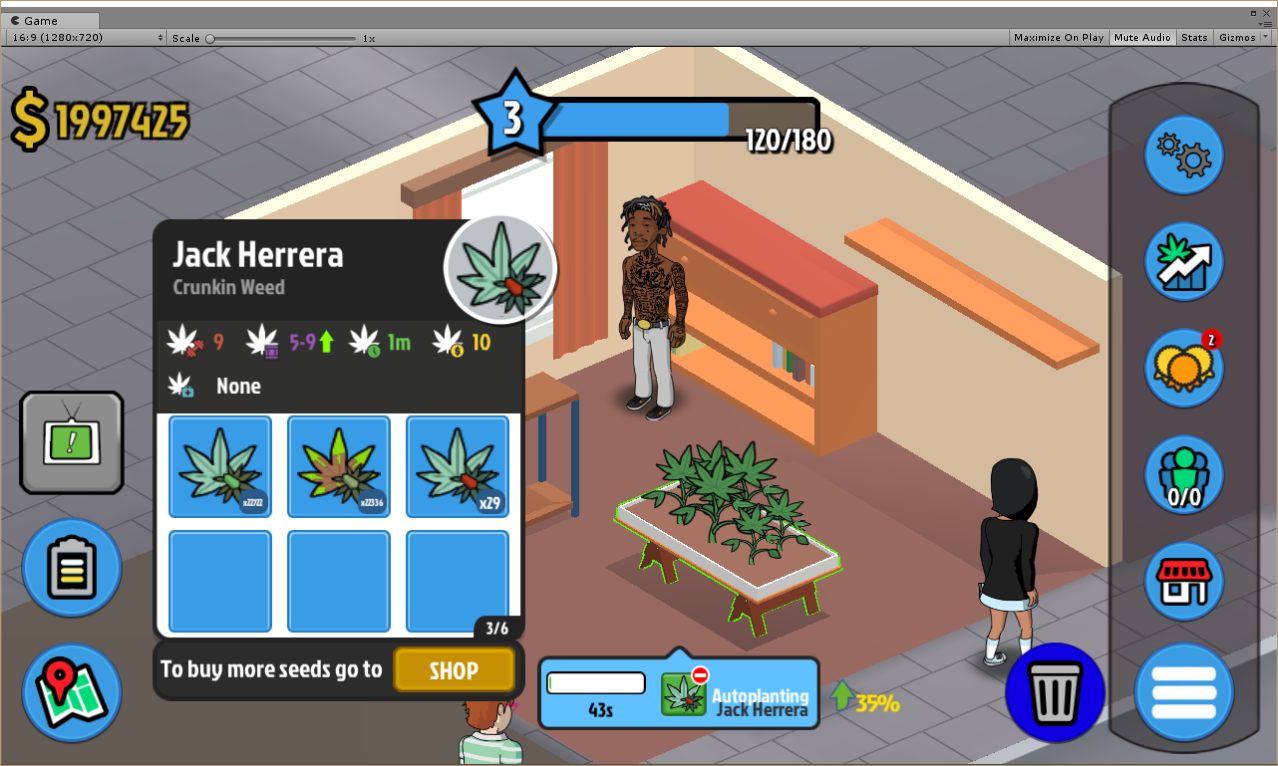 Game
16:9 (1280x720) Scale 1x Maximize On Play Mute Audio Stats Gizmos
$ 1997425
3
120/180
Jack Herrera
Crunkin Weed
9 5-9 1m 10
None
x22722 x22336 x29
3/6
To buy more seeds go to SHOP
43s
Autoplanting
Jack Herrera
35%
2
0/0